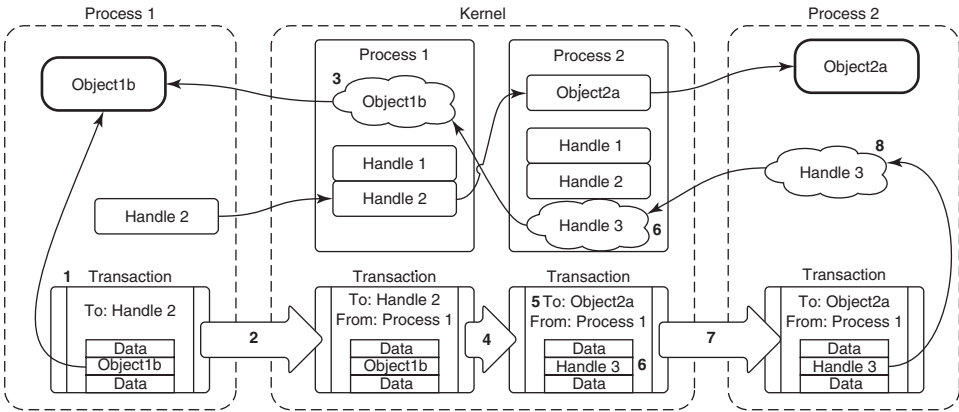 Process 1
Kernel
Process 2
Process 1
Process 2
Object1b
3
Object1b
Object2a
Object2a
Handle 1
Handle 2
Handle 1
Handle 2
8
Handle 3
Handle 2
Handle 3
6
1
Transaction
To: Handle 2
Data
Object1b
Data
2
Transaction
To: Handle 2
From: Process 1
Data
Object1b
Data
4
Transaction
5 To: Object2a
From: Process 1
Data
Handle 3
6
Data
7
Transaction
To: Object2a
From: Process 1
Data
Handle 3
Data